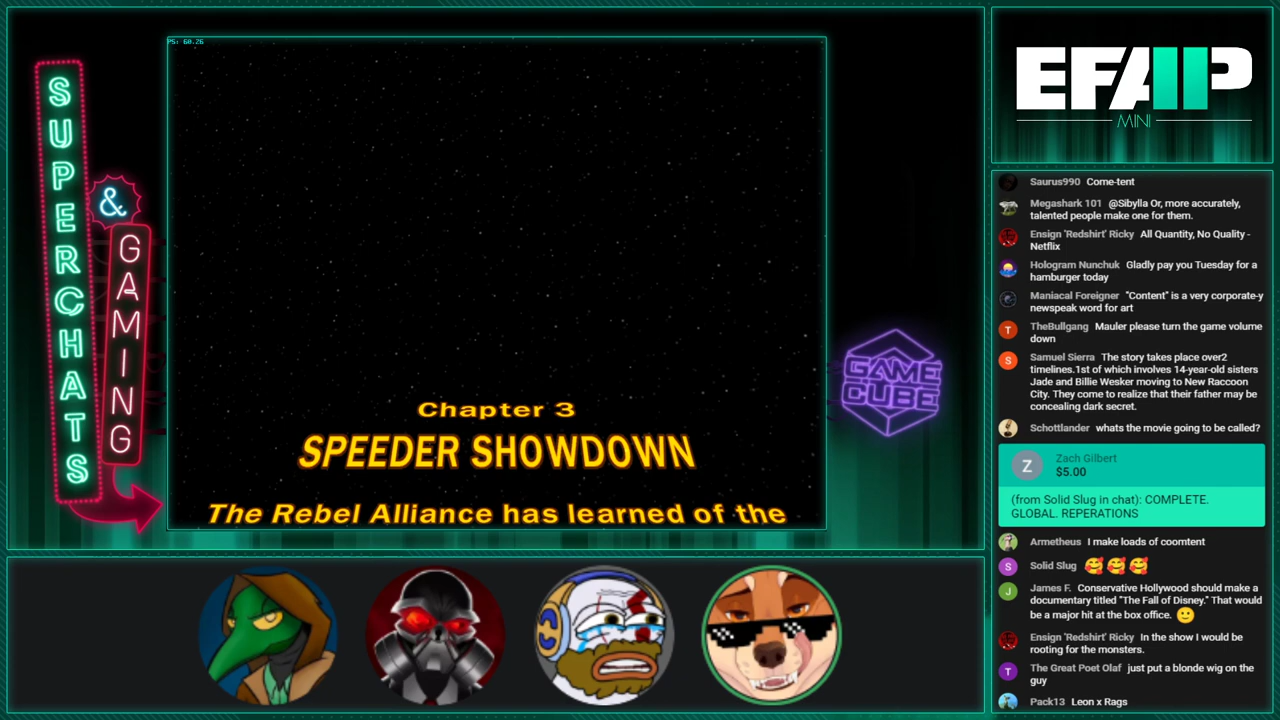 SUPERCHATS
&
GAMING
PS: 60.26
Chapter 3
SPEEDER SHOWDOWN
The Rebel Alliance has learned of the
GAME
CUBE
EFAP
MINI
Saurus990 Come-tent
Megashark 101 @Sibylla Or, more accurately,
talented people make one for them.
Ensign 'Redshirt' Ricky All Quantity, No Quality -
Netflix
Hologram Nunchuk Gladly pay you Tuesday for a
hamburger today
Maniacal Foreigner "Content" is a very corporate-y
newspeak word for art
T
TheBullgang Mauler please turn the game volume
down
S
Samuel Sierra The story takes place over2
timelines.1st of which involves 14-year-old sisters
Jade and Billie Wesker moving to New Raccoon
City. They come to realize that their father may be
concealing dark secret.
Schottlander whats the movie going to be called?
Z
Zach Gilbert
$5.00
(from Solid Slug in chat): COMPLETE.
GLOBAL. REPERATIONS
Armetheus I make loads of coomtent
S
Solid Slug 🥰 🥰 🥰
J
James F. Conservative Hollywood should make a
documentary titled "The Fall of Disney." That would
be a major hit at the box office. 🙂
Ensign 'Redshirt' Ricky In the show I would be
rooting for the monsters.
T
The Great Poet Olaf just put a blonde wig on the
guy
Pack13 Leon x Rags